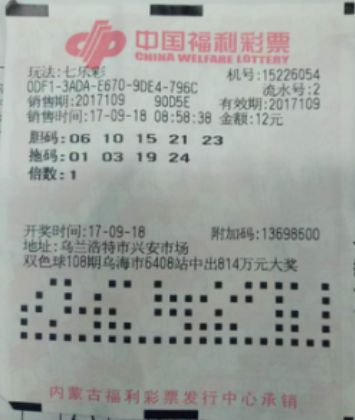 中国福利彩票
CHINA WELFARE LOTTERY
玩法:七乐彩 机号:15226054
0DF1-3ADA-E670-9DE4-796C 流水号:2
销售期:2017109 90D5E 有效期:2017109
销售时间:17-09-18 08:58:38 金额:12元
胆码:06 10 15 21 23
拖码:01 03 19 24
倍数:1
开奖时间:17-09-18 附加码:13698600
地址:乌兰浩特市兴安市场
双色球108期乌海市6408站中出814万元大奖
内蒙古福利彩票发行中心承销